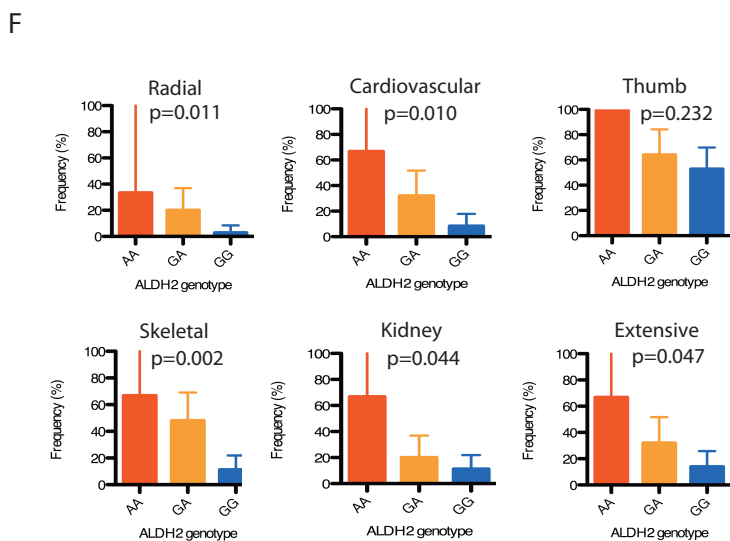 F
Radial
p=0.011
Frequency (%)
100
80
60
40
20
0
AA GA GG
ALDH2 genotype
Cardiovascular
p=0.010
Frequency (%)
100
80
60
40
20
0
AA GA GG
ALDH2 genotype
Thumb
p=0.232
Frequency (%)
100
80
60
40
20
0
AA GA GG
ALDH2 genotype
Skeletal
p=0.002
Frequency (%)
100
80
60
40
20
0
AA GA GG
ALDH2 genotype
Kidney
p=0.044
Frequency (%)
100
80
60
40
20
0
AA GA GG
ALDH2 genotype
Extensive
p=0.047
Frequency (%)
100
80
60
40
20
0
AA GA GG
ALDH2 genotype